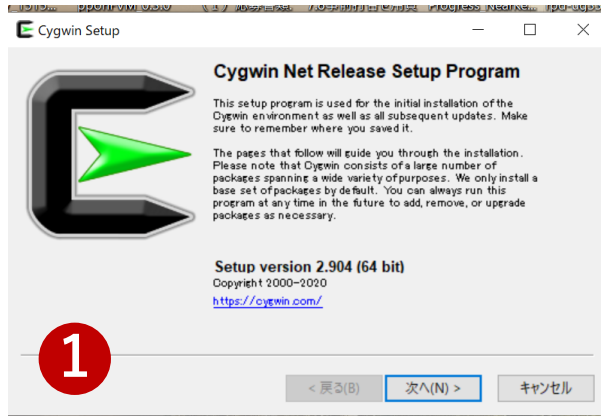 Cygwin Setup
Cygwin Net Release Setup Program
This setup program is used for the initial installation of the
Cygwin environment as well as all subsequent updates. Make
sure to remember where you saved it.
The pages that follow will guide you through the installation.
Please note that Cygwin consists of a large number of
packages spanning a wide variety of purposes. We only install a
base set of packages by default. You can always run this
program at any time in the future to add, remove, or upgrade
packages as necessary.
Setup version 2.904 (64 bit)
Copyright 2000-2020
https://cygwin.com/
1
< 戻る(B)
次へ(N) >
キャンセル